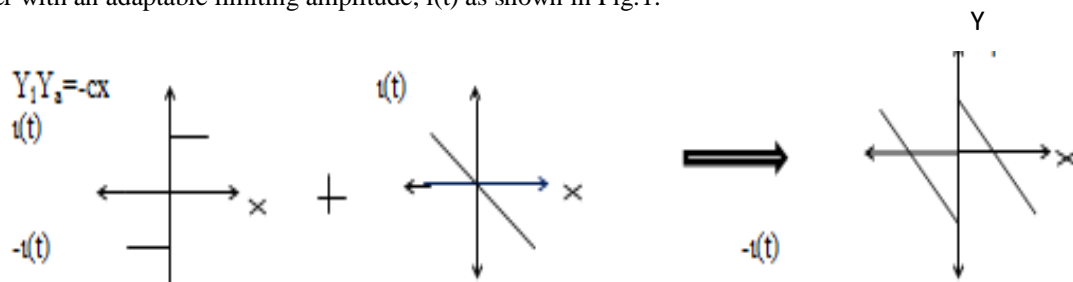 er with an adaptable limiting amplitude, l(t) as shown in Fig.1.
Y
Y₁Yₐ=-cx
ι(t)
ι(t)
x
+
x
x
-ι(t)
-ι(t)